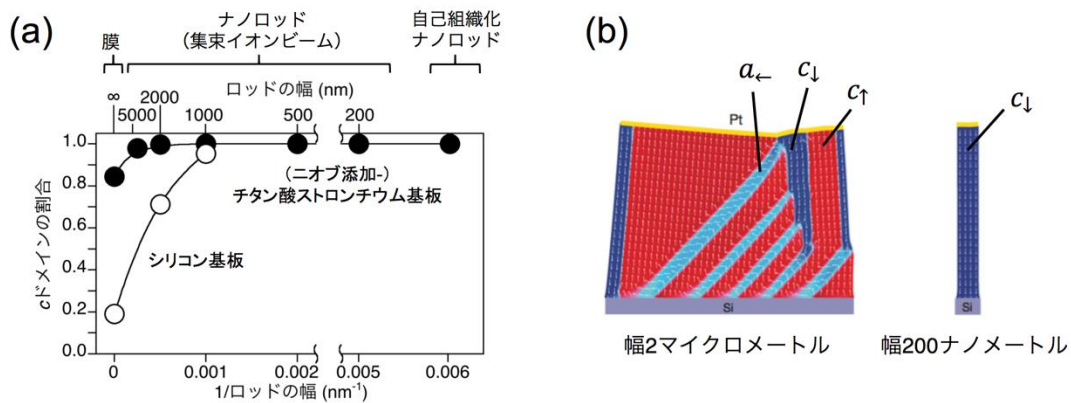 (a)
膜
ナノロッド
(集束イオンビーム)
自己組織化
ナノロッド
ロッドの幅 (nm)
∞
5000
2000
1000
500
200
1.0
0.8
0.6
0.4
0.2
0.0
cドメインの割合
(ニオブ添加-)
チタン酸ストロンチウム基板
シリコン基板
0
0.001
0.002
0.005
0.006
1/ロッドの幅 (nm⁻¹)
(b)
a←
c↓
c↑
Pt
Si
幅2マイクロメートル
c↓
Si
幅200ナノメートル